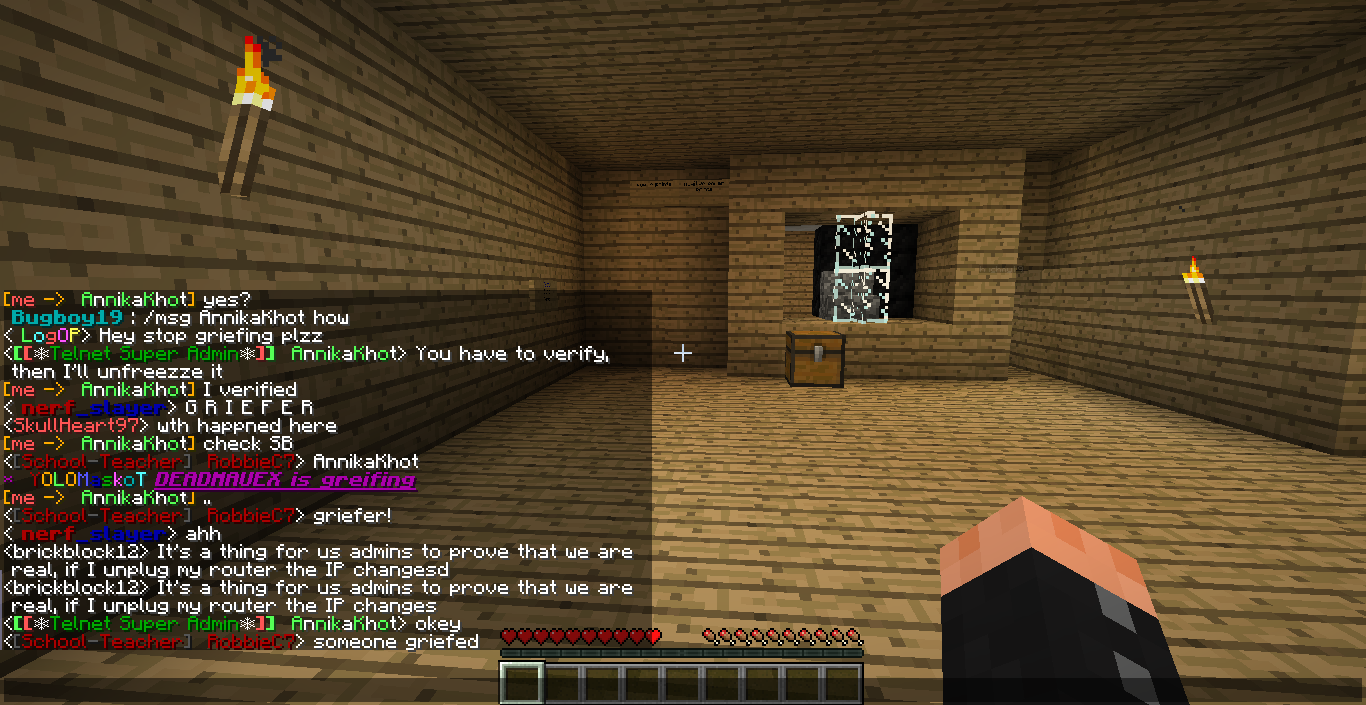 [me -> AnnikaKhot] yes?
Bugboy19 : /msg AnnikaKhot how
< LogOP> Hey stop griefing plzz
<[[❄Telnet Super Admin❄]] AnnikaKhot> You have to verify,
then I'll unfreezze it
[me -> AnnikaKhot] I verified
< nerf_slayer> G R I E F E R
<SkullHeart97> wth happned here
[me -> AnnikaKhot] check SB
<[School-Teacher] RobbieC7> AnnikaKhot
* YOLOMaskoT DEADMAVEX is greifing
[me -> AnnikaKhot] ..
<[School-Teacher] RobbieC7> griefer!
< nerf_slayer> ahh
<brickblock12> It's a thing for us admins to prove that we are
real, if I unplug my router the IP changesd
<brickblock12> It's a thing for us admins to prove that we are
real, if I unplug my router the IP changes
<[[❄Telnet Super Admin❄]] AnnikaKhot> okey
<[School-Teacher] RobbieC7> someone griefed